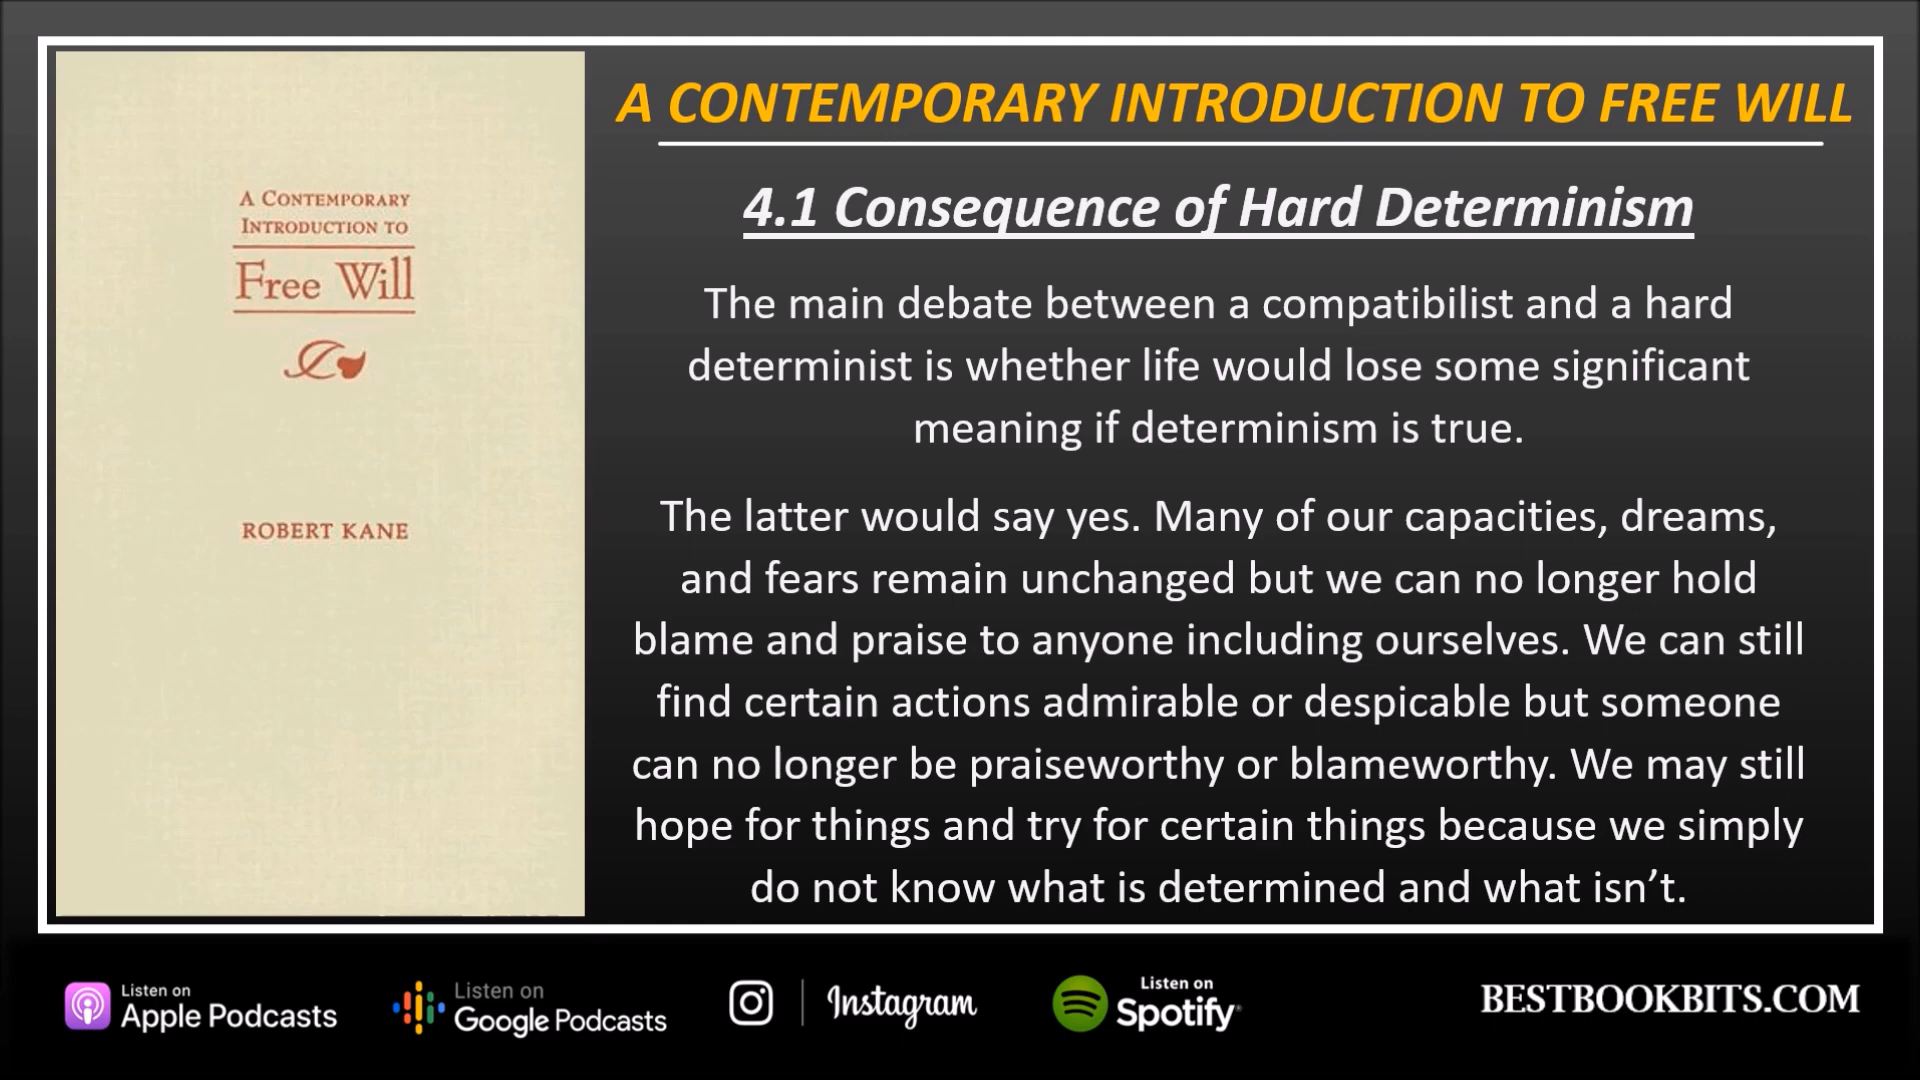 A CONTEMPORARY
INTRODUCTION TO
Free Will
ROBERT KANE
A CONTEMPORARY INTRODUCTION TO FREE WILL
4.1 Consequence of Hard Determinism
The main debate between a compatibilist and a hard
determinist is whether life would lose some significant
meaning if determinism is true.
The latter would say yes. Many of our capacities, dreams,
and fears remain unchanged but we can no longer hold
blame and praise to anyone including ourselves. We can still
find certain actions admirable or despicable but someone
can no longer be praiseworthy or blameworthy. We may still
hope for things and try for certain things because we simply
do not know what is determined and what isn’t.
Listen on
Apple Podcasts
Listen on
Google Podcasts
Instagram
Listen on
Spotify
BESTBOOKBITS.COM